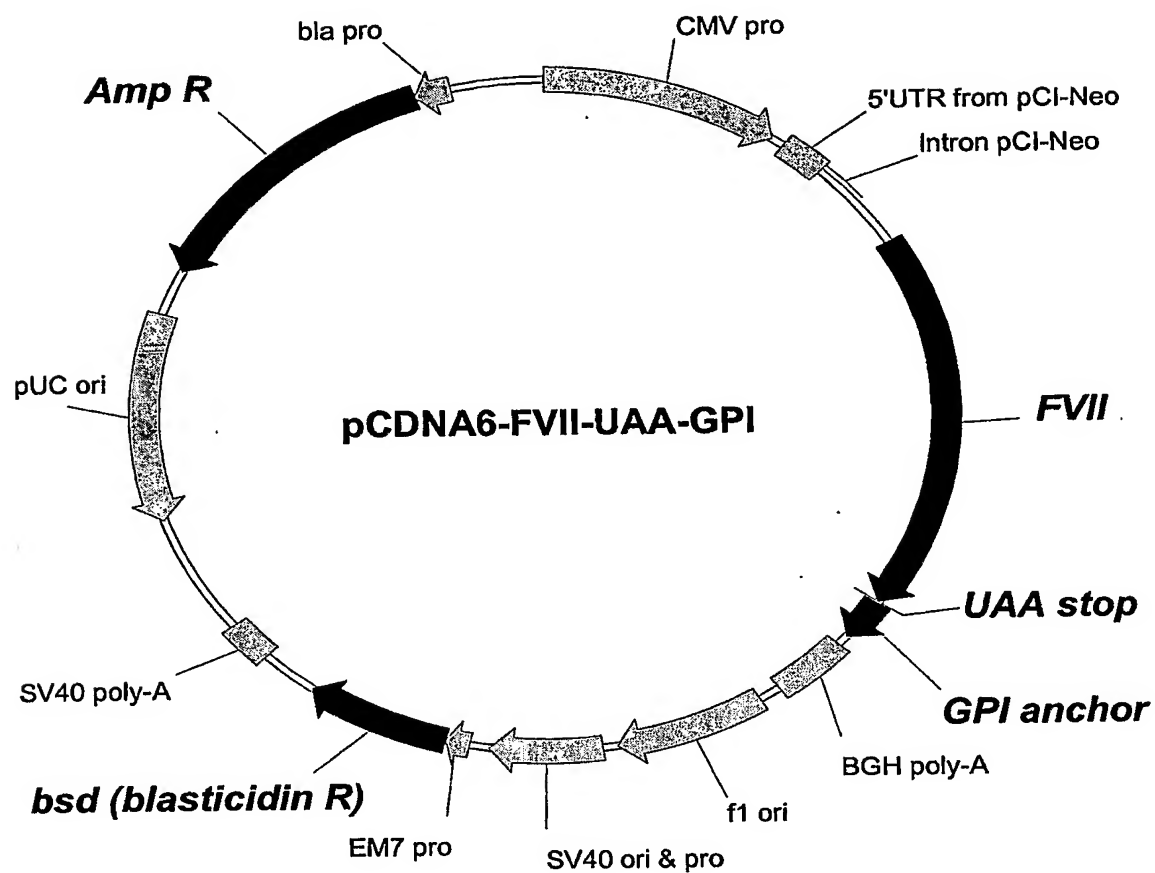 bla pro
CMV pro
Amp R
5'UTR from pCI-Neo
Intron pCI-Neo
pUC ori
pCDNA6-FVII-UAA-GPI
FVII
UAA stop
SV40 poly-A
GPI anchor
BGH poly-A
bsd (blasticidin R)
f1 ori
EM7 pro
SV40 ori & pro